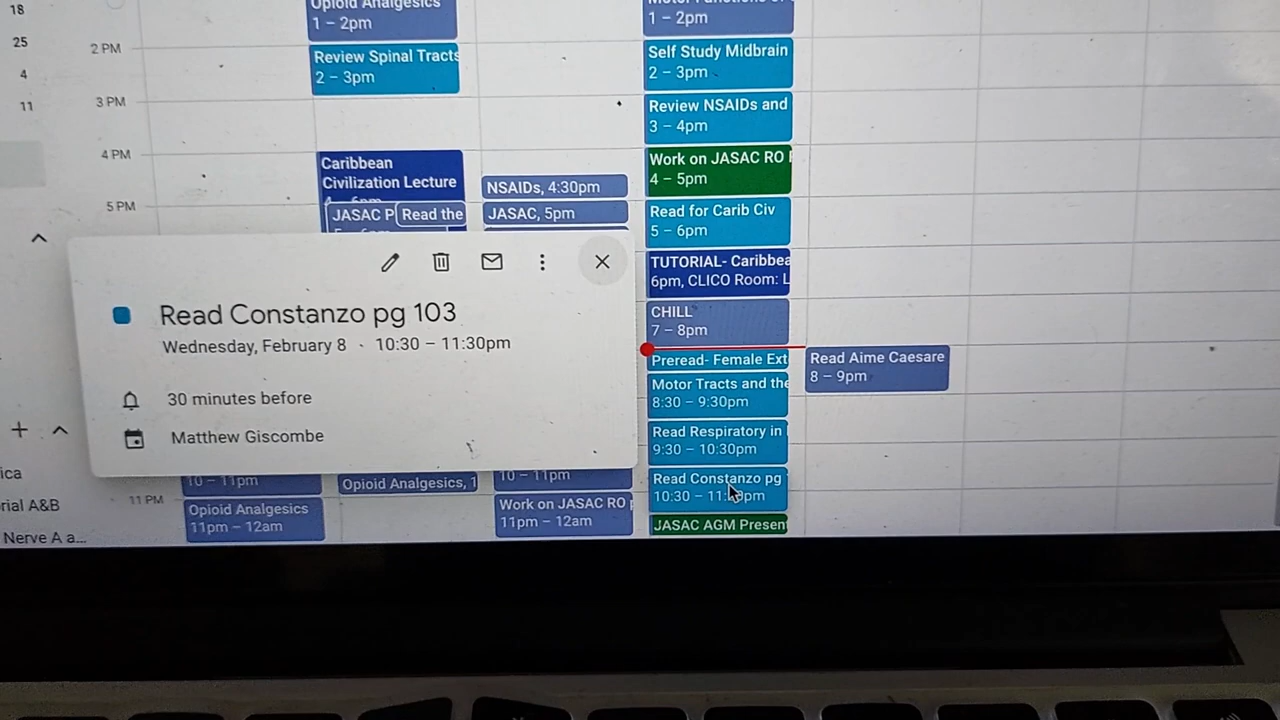 18
25
4
11
2 PM
3 PM
4 PM
5 PM
11 PM
Opioid Analgesics
1 – 2pm
Review Spinal Tracts
2 – 3pm
Caribbean
Civilization Lecture
JASAC P
Read the
NSAIDs, 4:30pm
JASAC, 5pm
1 – 2pm
Self Study Midbrain
2 – 3pm
Review NSAIDs and
3 – 4pm
Work on JASAC RO
4 – 5pm
Read for Carib Civ
5 – 6pm
TUTORIAL- Caribbea
6pm, CLICO Room: L
CHILL
7 – 8pm
Preread- Female Ext
Motor Tracts and the
8:30 – 9:30pm
Read Respiratory in
9:30 – 10:30pm
Read Constanzo pg
10:30 – 11:30pm
JASAC AGM Present
Read Aime Caesare
8 – 9pm
Read Constanzo pg 103
Wednesday, February 8 · 10:30 – 11:30pm
30 minutes before
Matthew Giscombe
ica
rial A&B
Nerve A a...
10 – 11pm
Opioid Analgesics
11pm – 12am
Opioid Analgesics, 1
10 – 11pm
Work on JASAC RO p
11pm – 12am